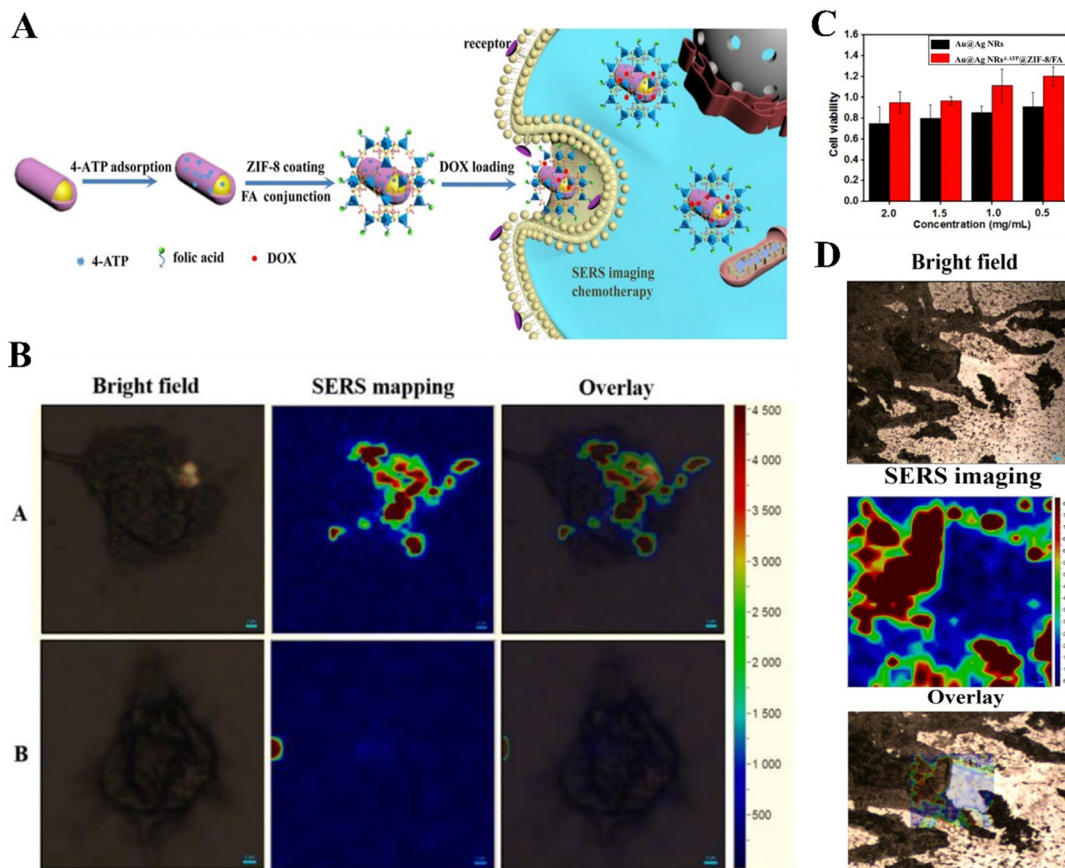 A
receptor
4-ATP adsorption
ZIF-8 coating
FA conjunction
DOX loading
4-ATP
folic acid
DOX
SERS imaging
chemotherapy
B
Bright field
SERS mapping
Overlay
A
B
4 500
4 000
3 500
3 000
2 500
2 000
1 500
1 000
500
C
Au@Ag NRs
Au@Ag NRs4-ATP@ZIF-8/FA
Cell viability
1.6
1.4
1.2
1.0
0.8
0.6
0.4
0.2
0.0
2.0
1.5
1.0
0.5
Concentration (mg/mL)
D
Bright field
SERS imaging
Overlay